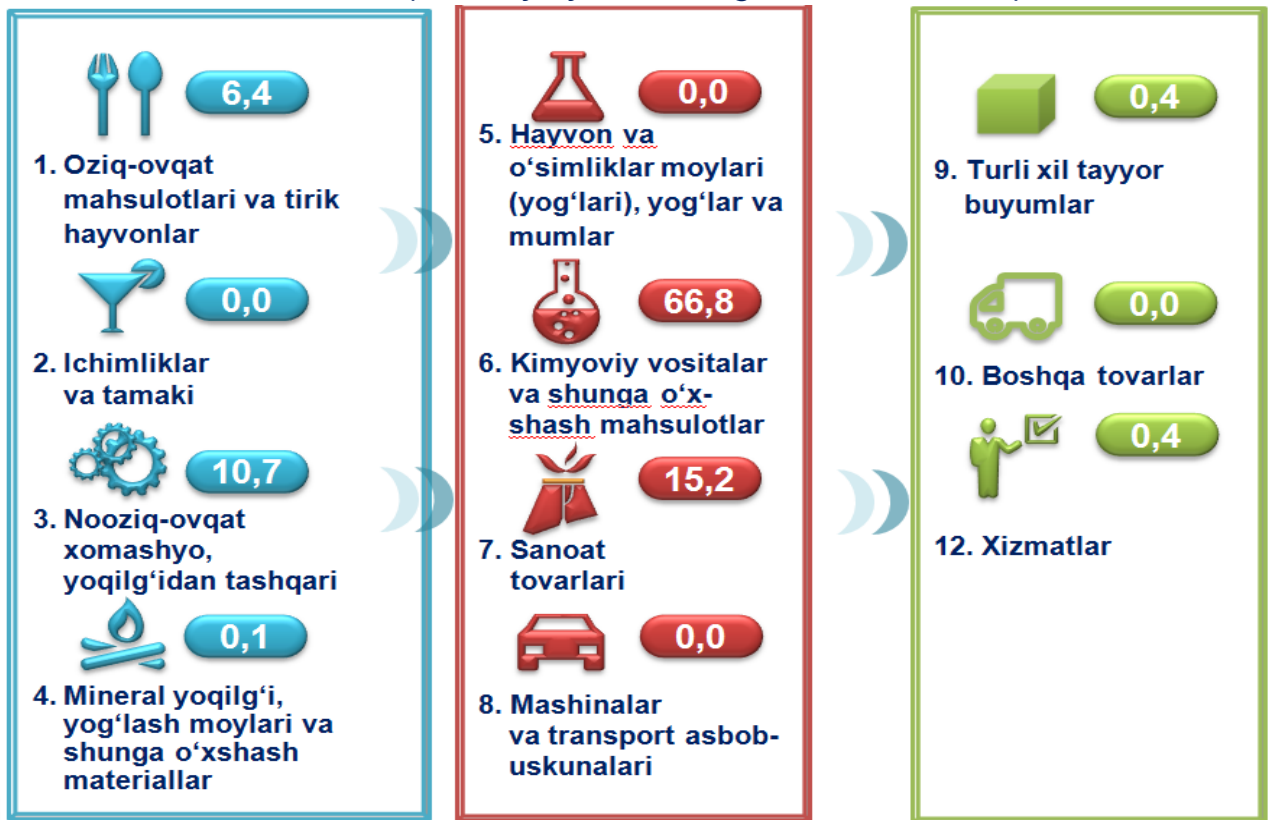 6,4
1. Oziq-ovqat
mahsulotlari va tirik
hayvonlar
0,0
2. Ichimliklar
va tamaki
10,7
3. Nooziq-ovqat
xomashyo,
yoqilg‘idan tashqari
0,1
4. Mineral yoqilg‘i,
yog‘lash moylari va
shunga o‘xshash
materiallar
0,0
5. Hayvon va
o‘simliklar moylari
(yog‘lari), yog‘lar va
mumlar
66,8
6. Kimyoviy vositalar
va shunga o‘x-
shash mahsulotlar
15,2
7. Sanoat
tovarlari
0,0
8. Mashinalar
va transport asbob-
uskunalari
0,4
9. Turli xil tayyor
buyumlar
0,0
10. Boshqa tovarlar
0,4
12. Xizmatlar